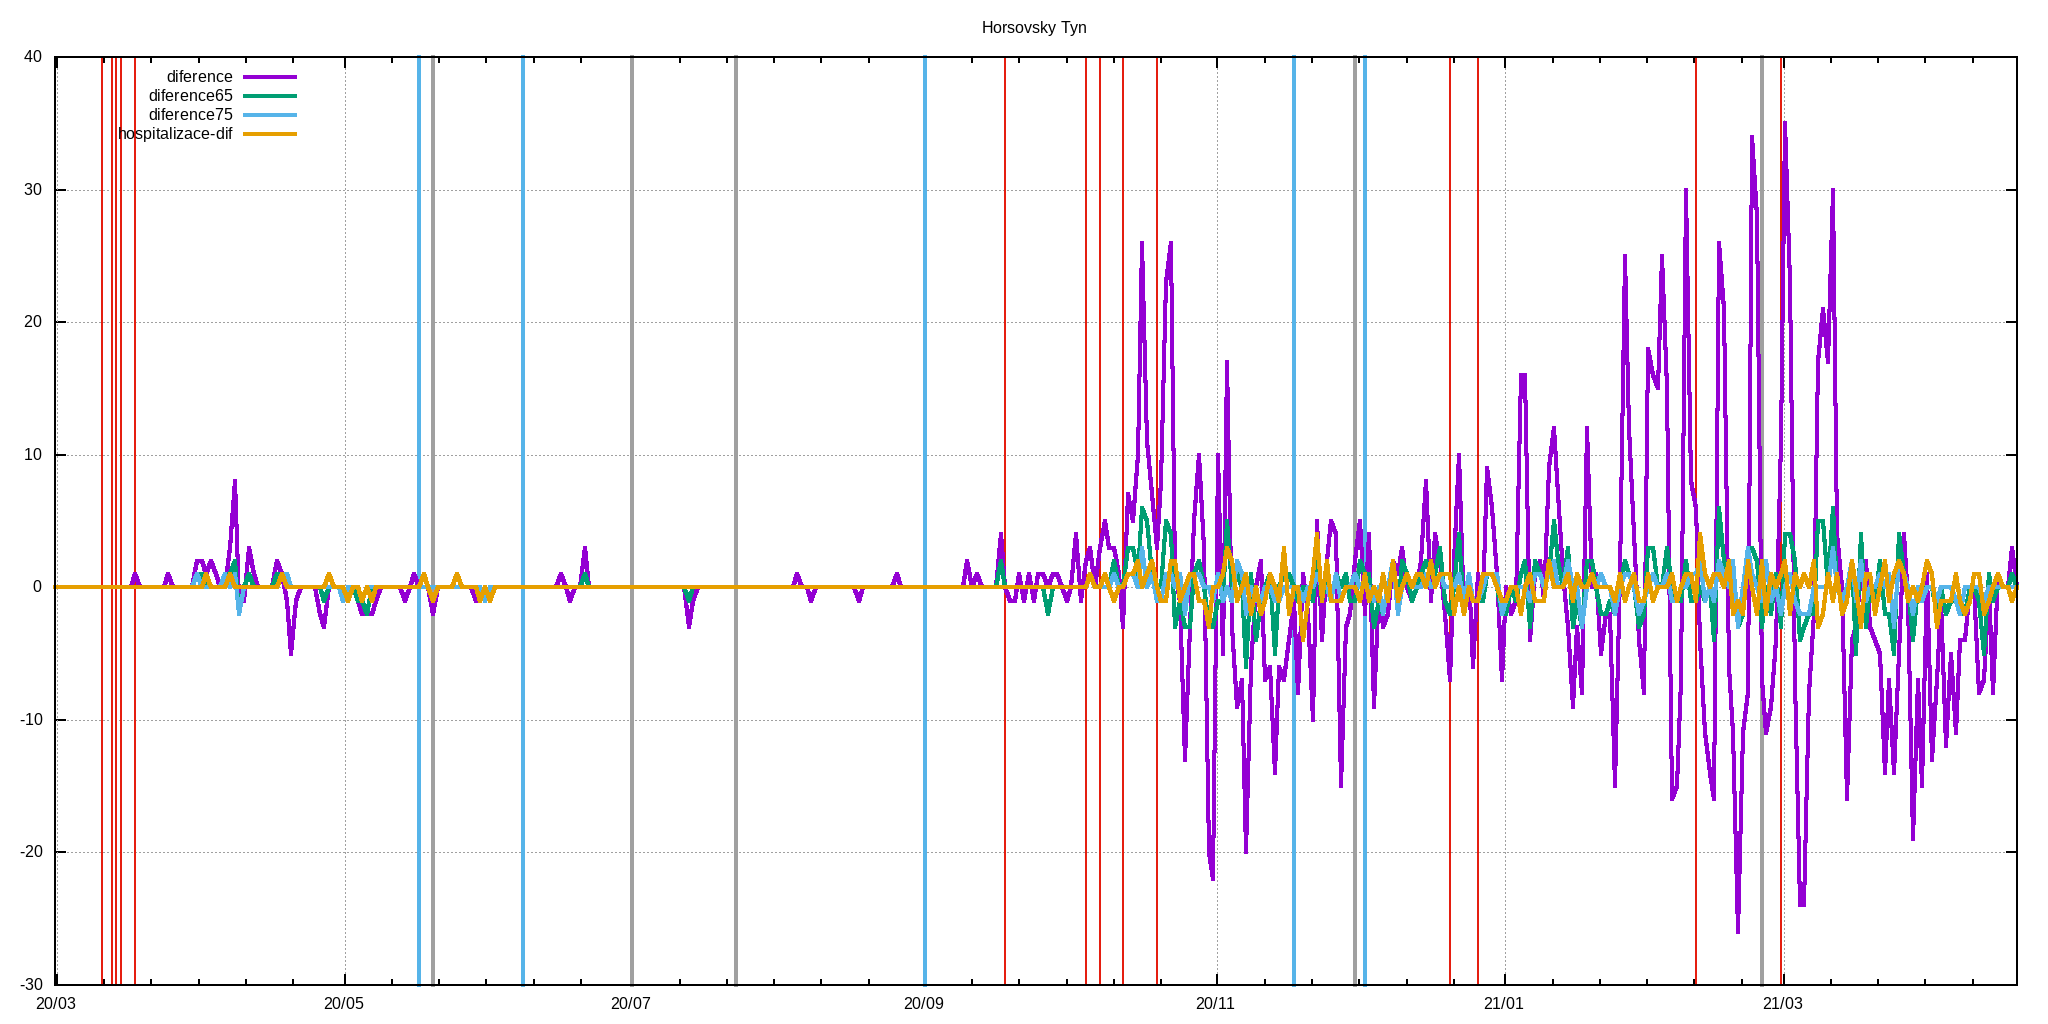 Horsovsky Tyn
40
diference
diference65
diference75
hospitalizace-dif
30
20
10
0
-10
-20
-30
20/03 20/05 20/07 20/09 20/11 21/01 21/03